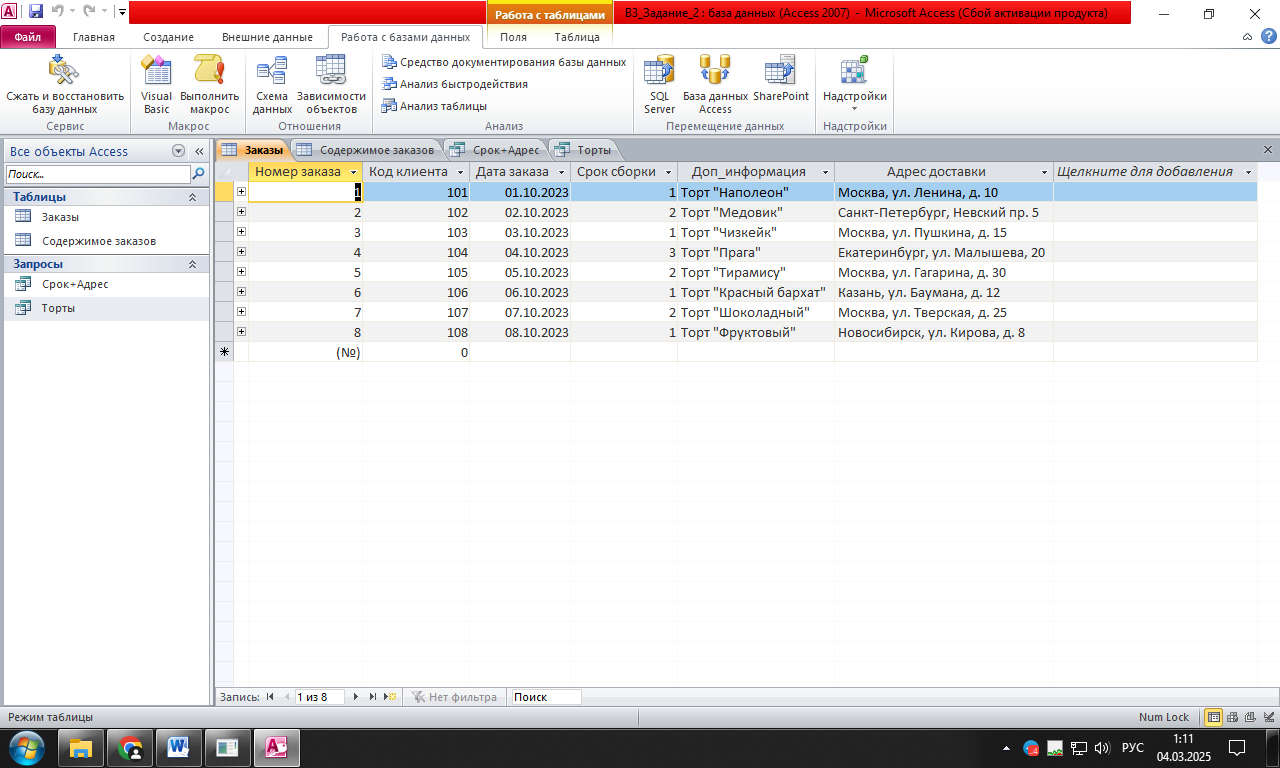 Работа с таблицами
В3_Задание_2 : база данных (Access 2007) - Microsoft Access (Сбой активации продукта)
Файл Главная Создание Внешние данные Работа с базами данных Поля Таблица
Сжать и восстановить базу данных
Сервис
Visual Basic
Выполнить макрос
Макрос
Схема данных
Зависимости объектов
Отношения
Средство документирования базы данных
Анализ быстродействия
Анализ таблицы
Анализ
SQL Server
База данных Access
SharePoint
Перемещение данных
Надстройки
Надстройки
Все объекты Access
Поиск...
Таблицы
Заказы
Содержимое заказов
Запросы
Срок+Адрес
Торты
Заказы Содержимое заказов Срок+Адрес Торты
Номер заказа Код клиента Дата заказа Срок сборки Доп_информация Адрес доставки Щелкните для добавления
1 101 01.10.2023 1 Торт "Наполеон" Москва, ул. Ленина, д. 10
2 102 02.10.2023 2 Торт "Медовик" Санкт-Петербург, Невский пр. 5
3 103 03.10.2023 1 Торт "Чизкейк" Москва, ул. Пушкина, д. 15
4 104 04.10.2023 3 Торт "Прага" Екатеринбург, ул. Малышева, 20
5 105 05.10.2023 2 Торт "Тирамису" Москва, ул. Гагарина, д. 30
6 106 06.10.2023 1 Торт "Красный бархат" Казань, ул. Баумана, д. 12
7 107 07.10.2023 2 Торт "Шоколадный" Москва, ул. Тверская, д. 25
8 108 08.10.2023 1 Торт "Фруктовый" Новосибирск, ул. Кирова, д. 8
(№) 0
Запись: 1 из 8 Нет фильтра Поиск
Режим таблицы Num Lock
РУС
1:11
04.03.2025